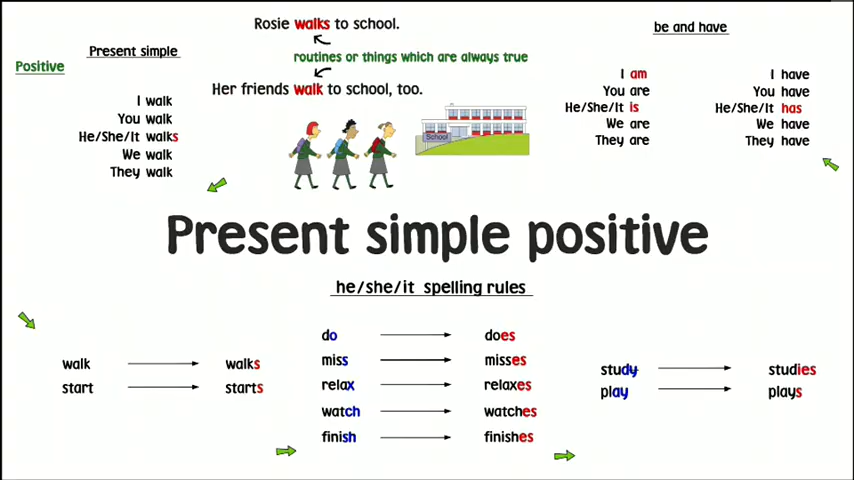 Rosie walks to school.
routines or things which are always true
Her friends walk to school, too.
Present simple
Positive
I walk
You walk
He/She/It walks
We walk
They walk
School
be and have
I am
You are
He/She/It is
We are
They are
I have
You have
He/She/It has
We have
They have
Present simple positive
he/she/it spelling rules
walk walks
start starts
do does
miss misses
relax relaxes
watch watches
finish finishes
study studies
play plays